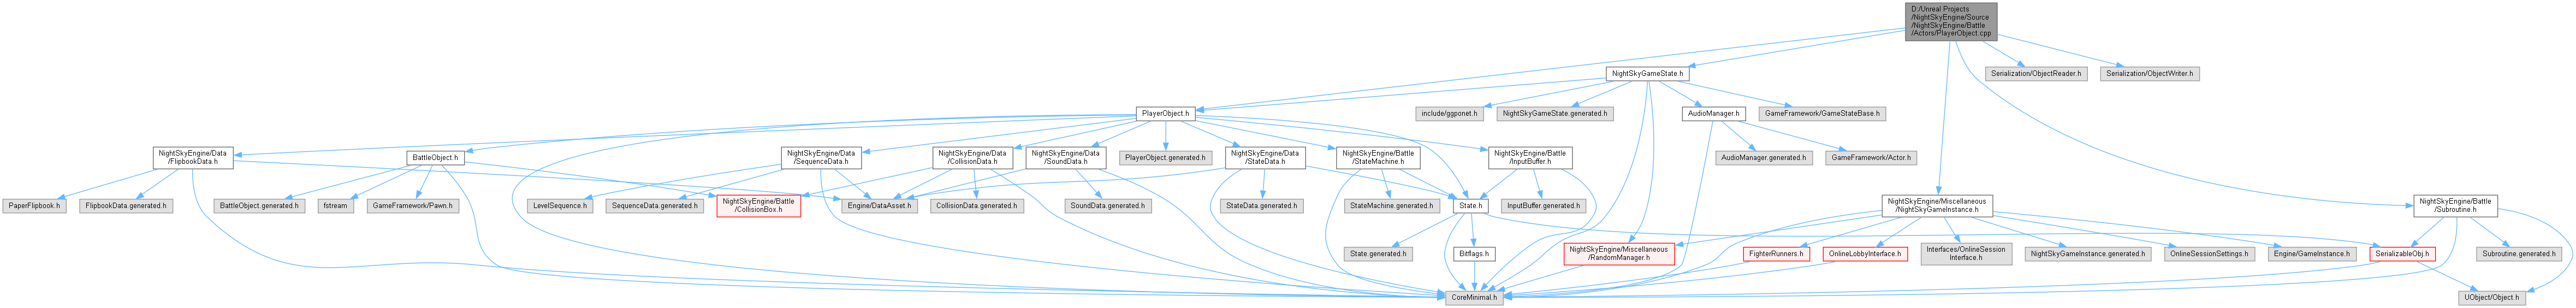 D:/Unreal Projects
/NightSkyEngine/Source
/NightSkyEngine/Battle
/Actors/PlayerObject.cpp
NightSkyGameState.h
Serialization/ObjectReader.h
Serialization/ObjectWriter.h
PlayerObject.h
include/ggponet.h
NightSkyGameState.generated.h
AudioManager.h
GameFramework/GameStateBase.h
NightSkyEngine/Data
/FlipbookData.h
BattleObject.h
NightSkyEngine/Data
/SequenceData.h
NightSkyEngine/Data
/CollisionData.h
NightSkyEngine/Data
/SoundData.h
PlayerObject.generated.h
NightSkyEngine/Data
/StateData.h
NightSkyEngine/Battle
/StateMachine.h
NightSkyEngine/Battle
/InputBuffer.h
AudioManager.generated.h
GameFramework/Actor.h
PaperFlipbook.h
FlipbookData.generated.h
BattleObject.generated.h
fstream
GameFramework/Pawn.h
LevelSequence.h
SequenceData.generated.h
NightSkyEngine/Battle
/CollisionBox.h
Engine/DataAsset.h
CollisionData.generated.h
SoundData.generated.h
StateData.generated.h
StateMachine.generated.h
State.h
InputBuffer.generated.h
NightSkyEngine/Miscellaneous
/NightSkyGameInstance.h
NightSkyEngine/Battle
/Subroutine.h
State.generated.h
Bitflags.h
NightSkyEngine/Miscellaneous
/RandomManager.h
FighterRunners.h
OnlineLobbyInterface.h
Interfaces/OnlineSession
Interface.h
NightSkyGameInstance.generated.h
OnlineSessionSettings.h
Engine/GameInstance.h
SerializableObj.h
Subroutine.generated.h
CoreMinimal.h
UObject/Object.h